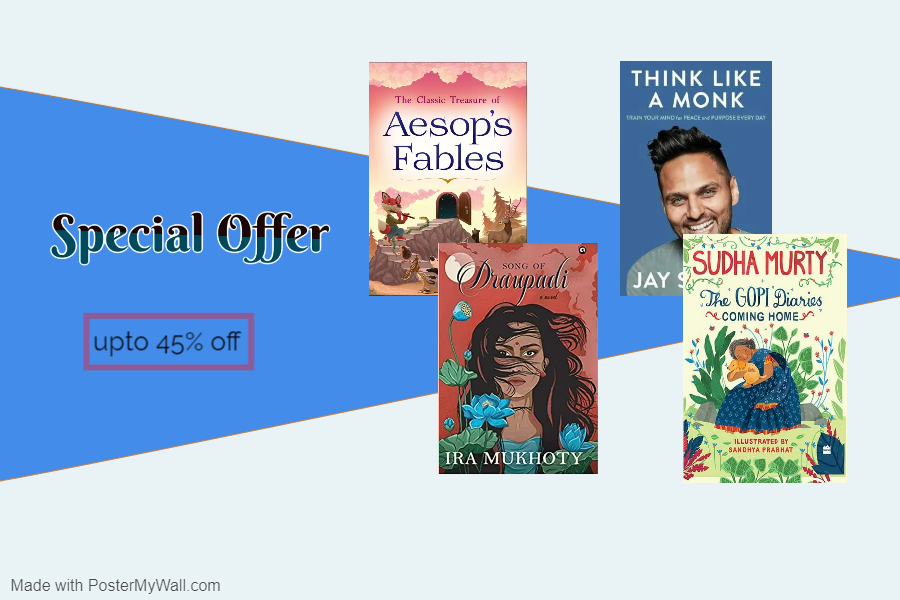 Special Offer
upto 45% off
The Classic Treasure of
Aesop's
Fables
THINK LIKE
A MONK
TRAIN YOUR MIND for PEACE and PURPOSE EVERY DAY
JAY S
SONG OF
Draupadi
a novel
IRA MUKHOTY
SUDHA MURTY
The GOPI Diaries
COMING HOME
ILLUSTRATED BY
SANDHYA PRABHAT
Made with PosterMyWall.com